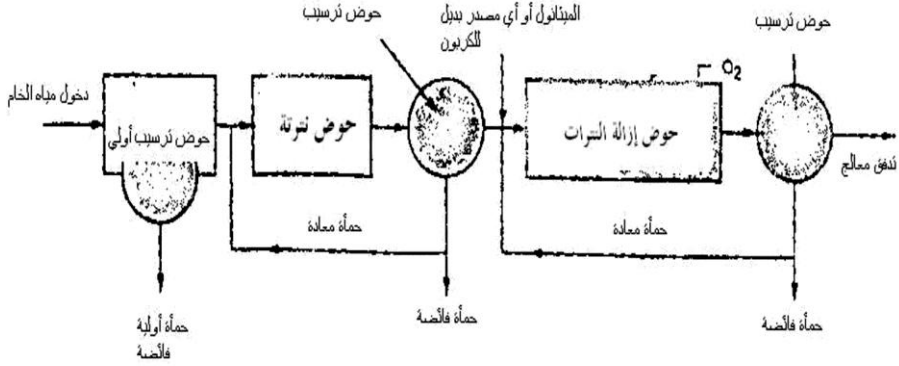 حوض ترسيب
الميثانول أو أي مصدر بديل
للكربون
حوض ترسيب
O2
دخول مياه الخام
حوض ترسيب أولي
حوض نترتة
حوض إزالة النترات
تدفق معالج
حمأة معادة
حمأة معادة
حمأة أولية
فائضة
حمأة فائضة
حمأة فائضة